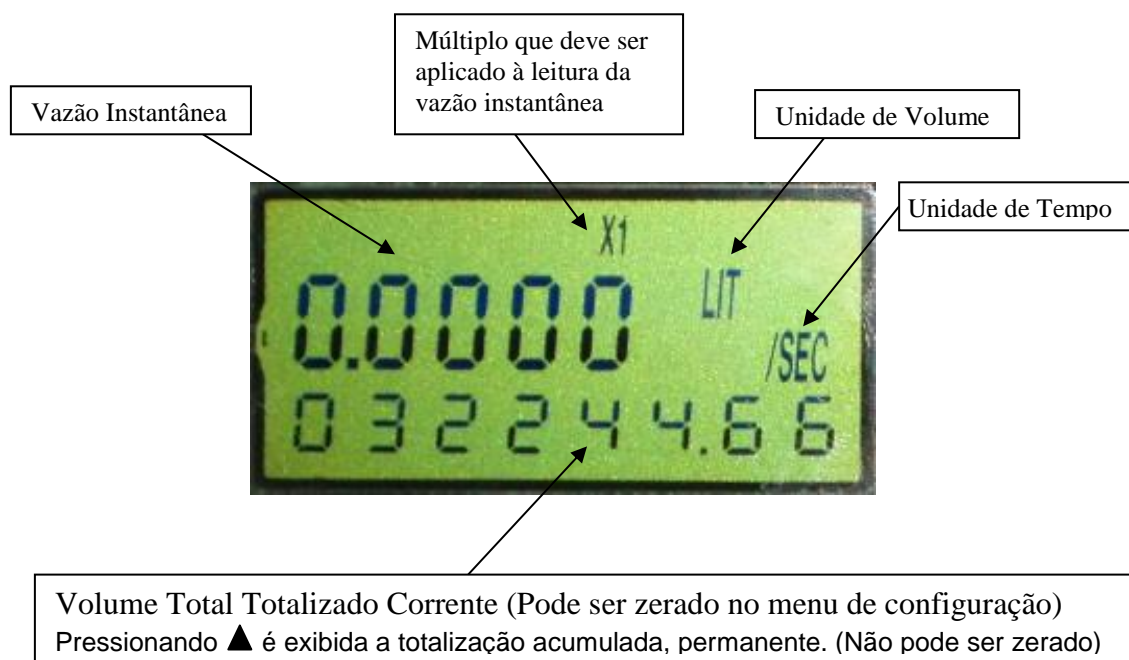 Múltiplo que deve ser
aplicado à leitura da
vazão instantânea
Vazão Instantânea
Unidade de Volume
Unidade de Tempo
X1
0.0000
LIT
/SEC
032244.66
Volume Total Totalizado Corrente (Pode ser zerado no menu de configuração)
Pressionando ▲ é exibida a totalização acumulada, permanente. (Não pode ser zerado)